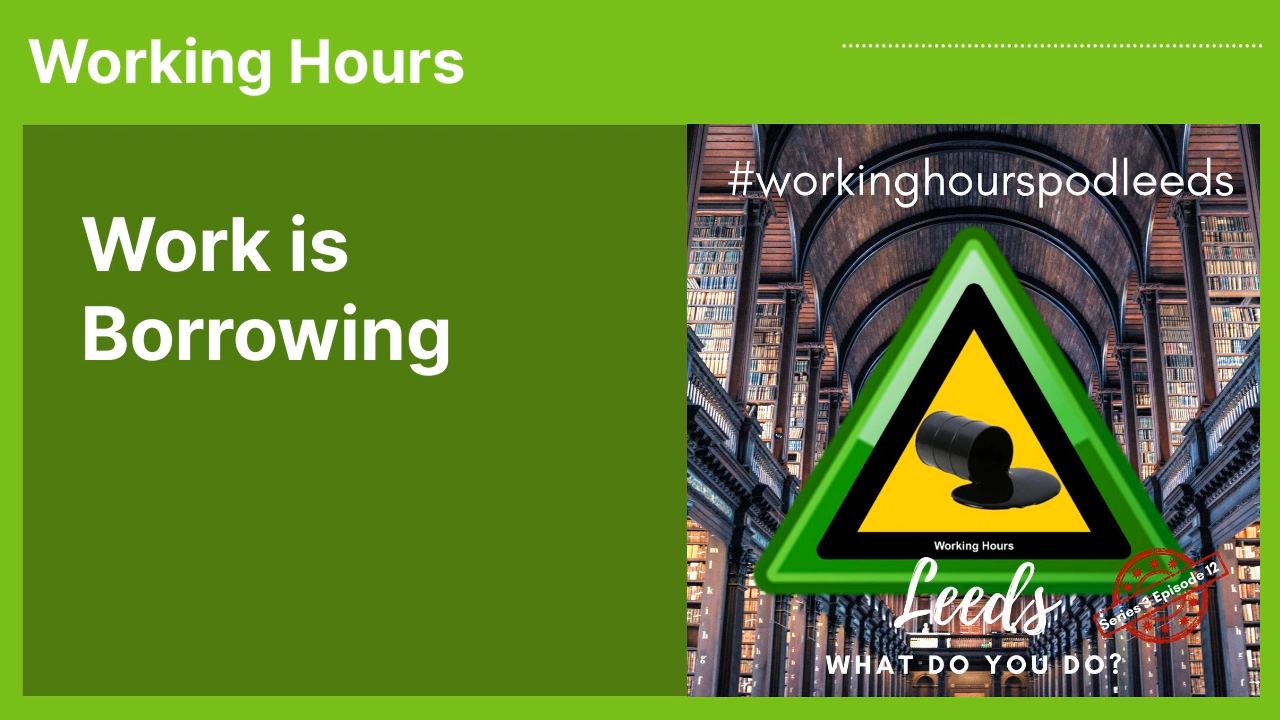 Working Hours
Work is
Borrowing
#workinghourspodleeds
Working Hours
Leeds
WHAT DO YOU DO?
Series 3 Episode 12